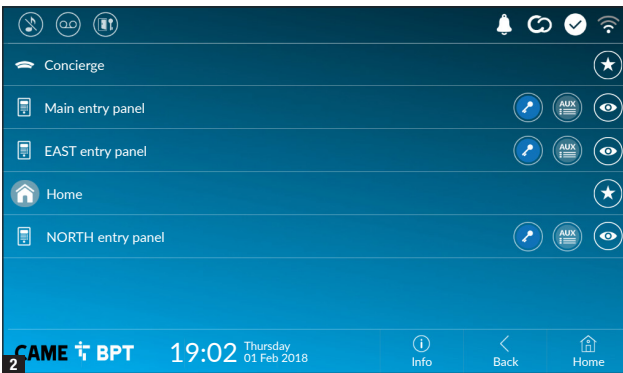 Concierge
Main entry panel AUX
EAST entry panel AUX
Home
NORTH entry panel AUX
2
CAME BPT 19:02 Thursday
01 Feb 2018
Info Back Home